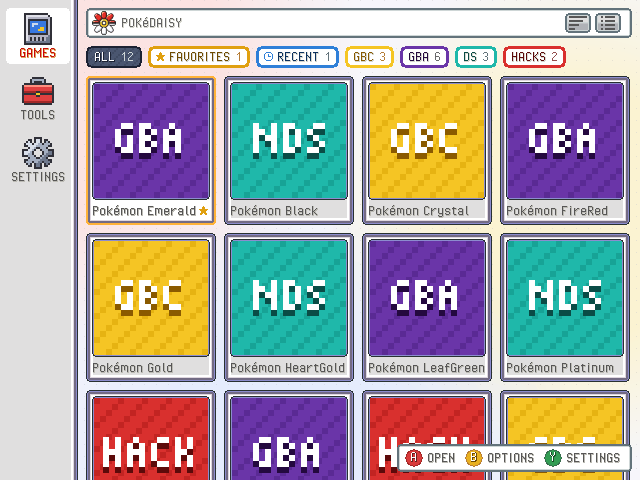 GAMES
TOOLS
SETTINGS
POKéDAISY
ALL 12
FAVORITES 1
RECENT 1
GBC 3
GBA 6
DS 3
HACKS 2
GBA
NDS
GBC
GBA
Pokémon Emerald
Pokémon Black
Pokémon Crystal
Pokémon FireRed
GBC
NDS
GBA
NDS
Pokémon Gold
Pokémon HeartGold
Pokémon LeafGreen
Pokémon Platinum
HACK
GBA
HACK
GBC
A OPEN
B OPTIONS
Y SETTINGS